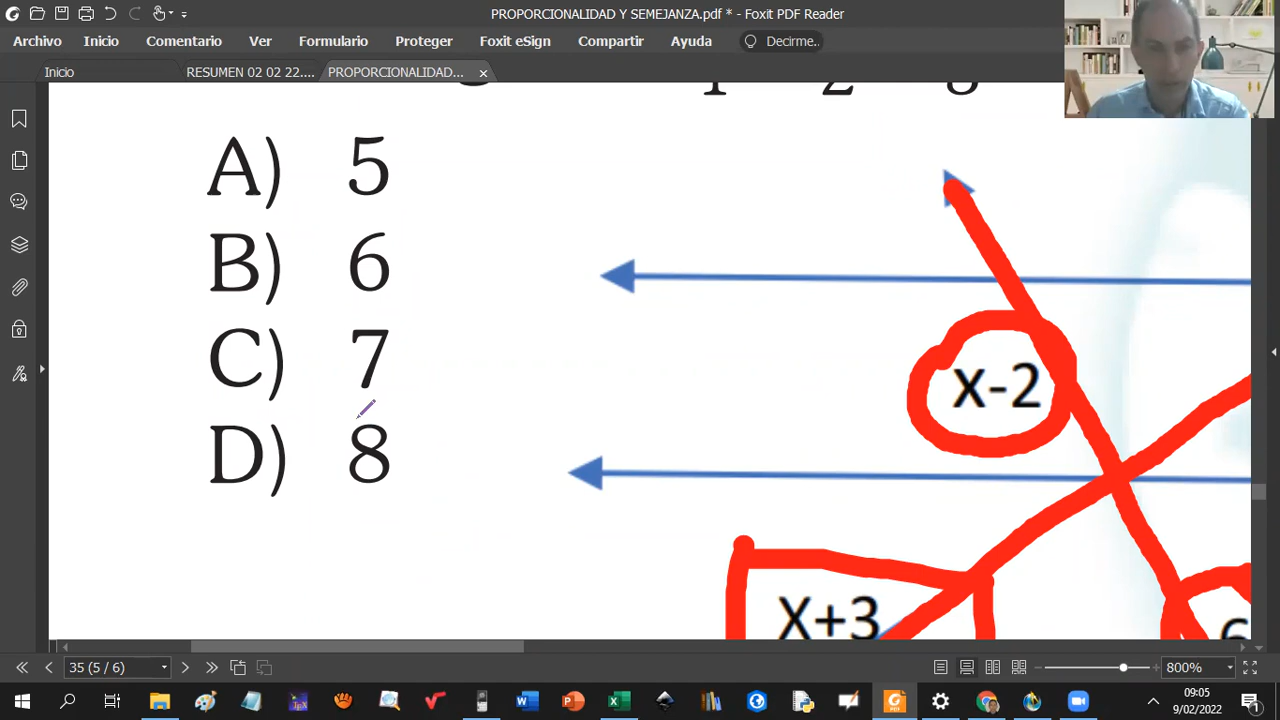 PROPORCIONALIDAD Y SEMEJANZA.pdf * - Foxit PDF Reader
Archivo Inicio Comentario Ver Formulario Proteger Foxit eSign Compartir Ayuda Decirme...
Inicio RESUMEN 02 02 22.... PROPORCIONALIDAD... ×
A) 5
B) 6
C) 7
D) 8
X-2
X+3
6
35 (5 / 6)
800%
09:05
9/02/2022